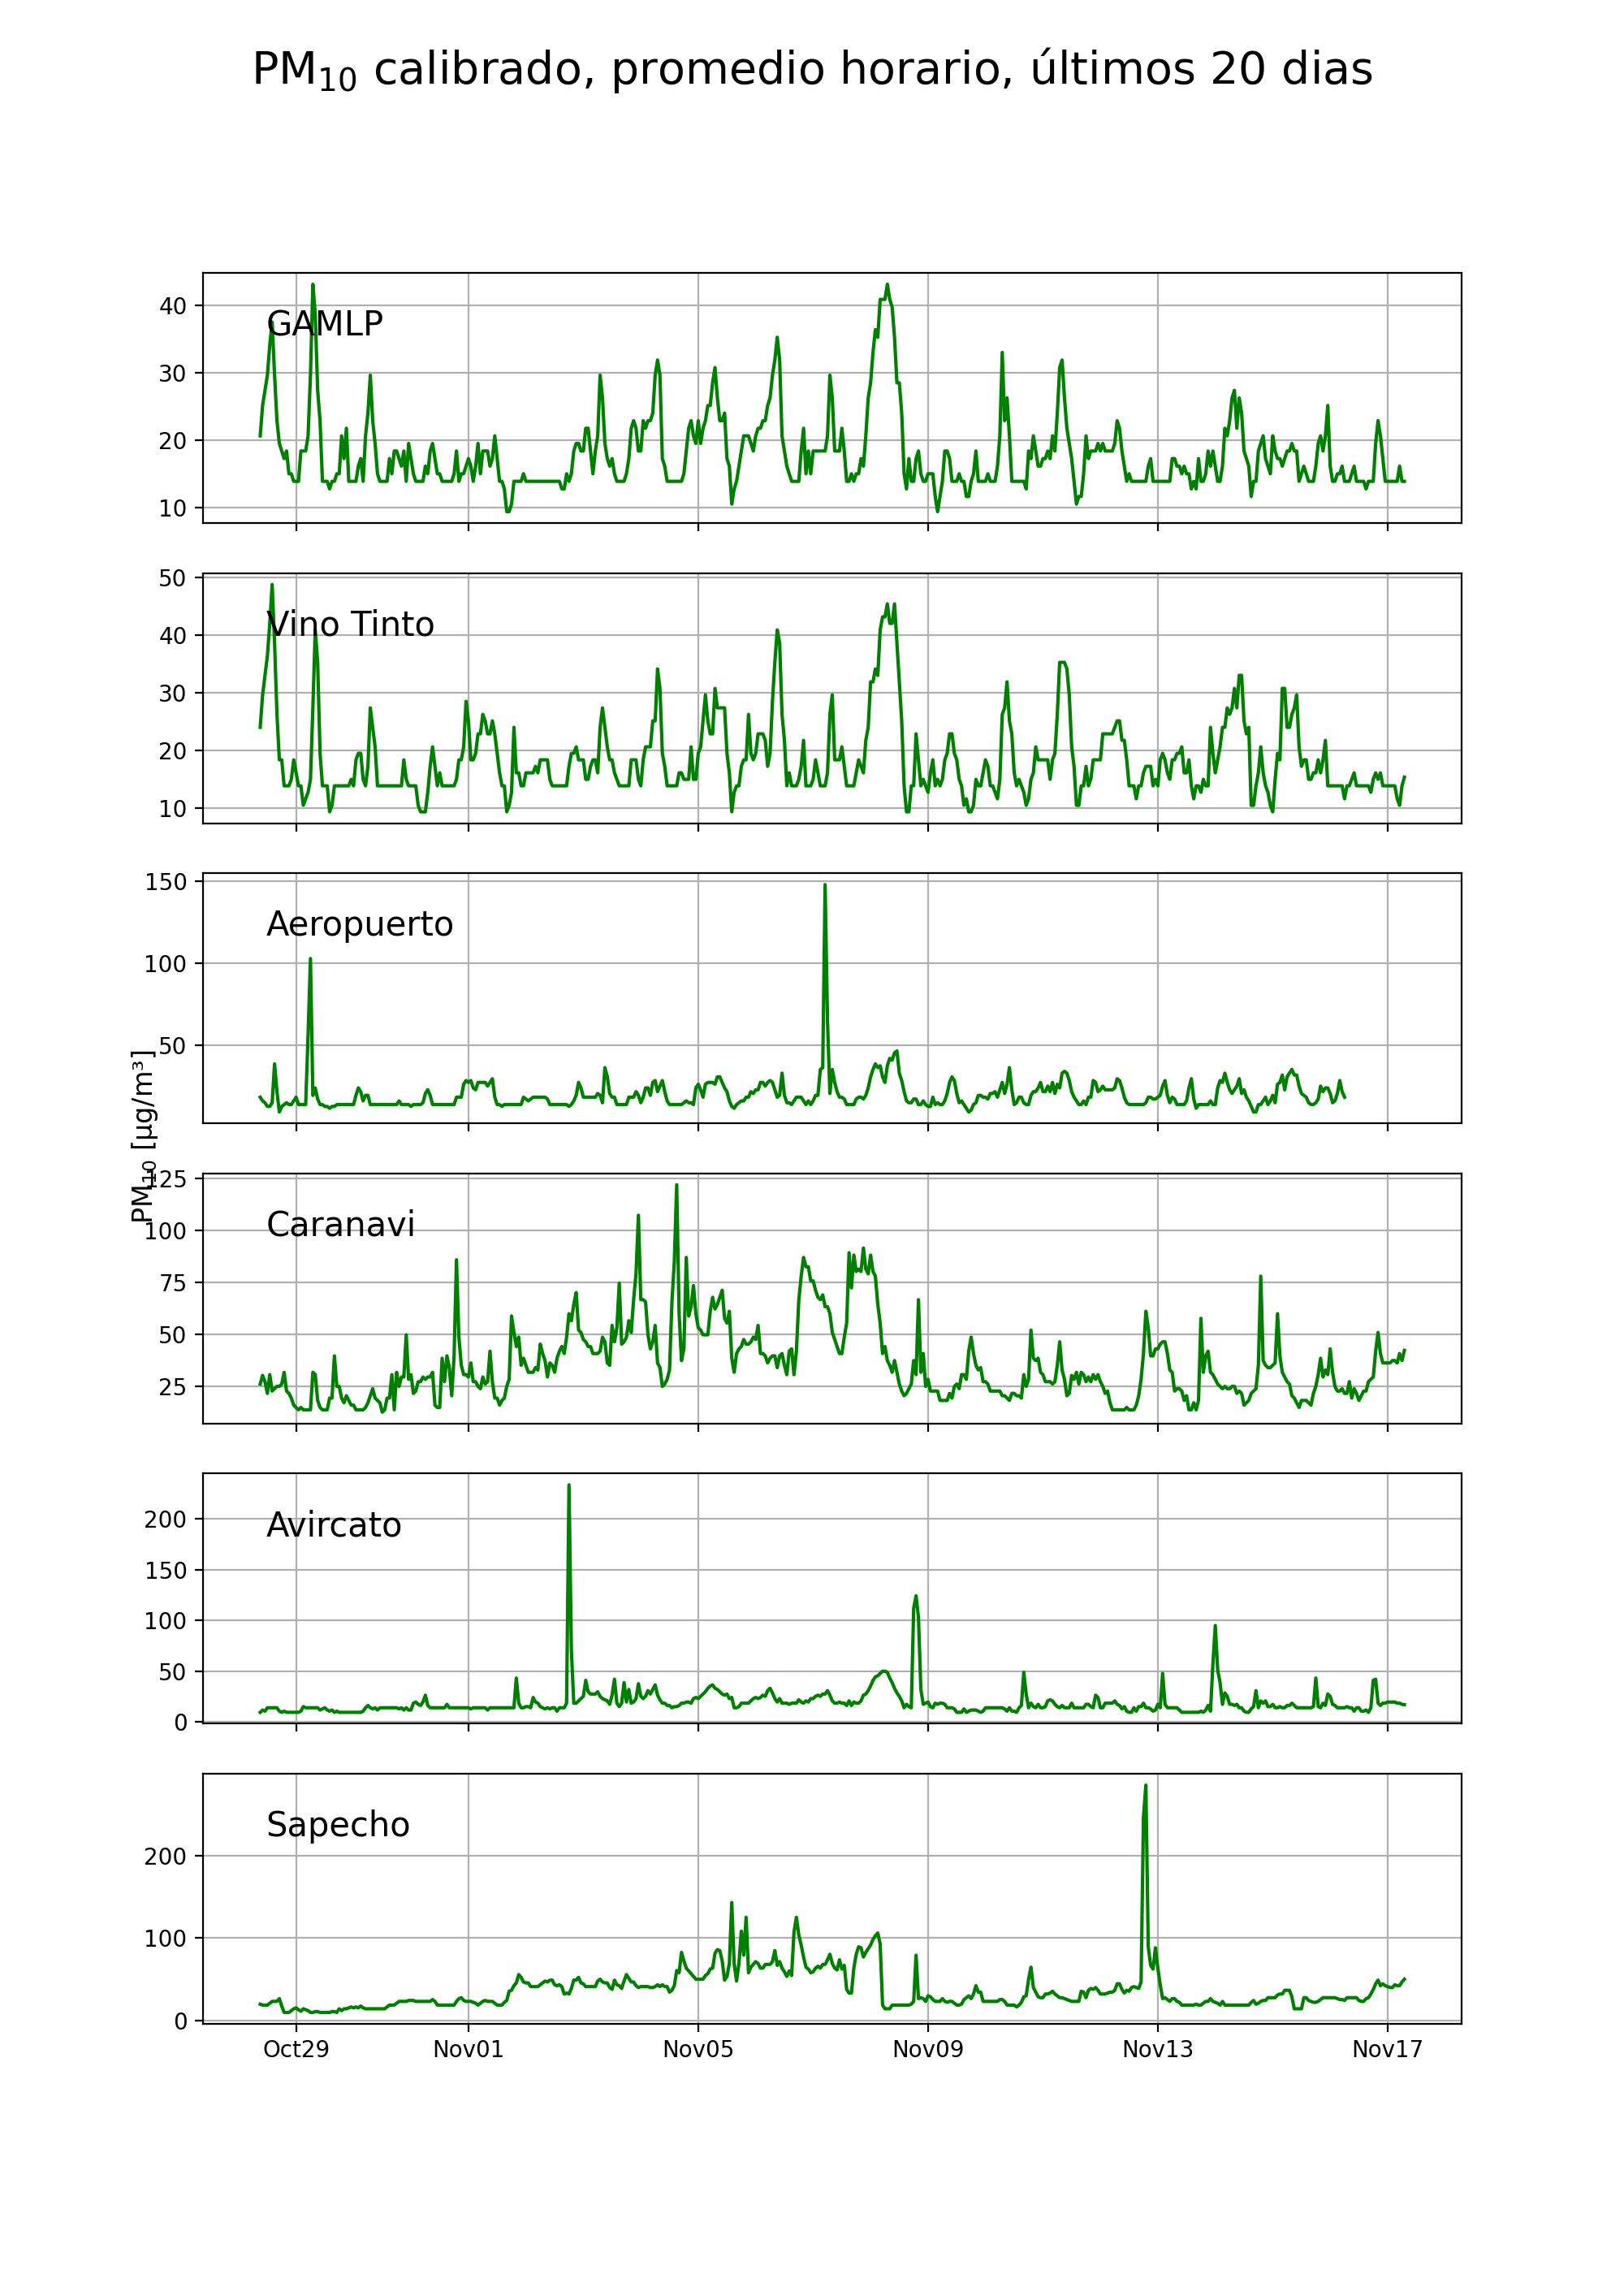 PM₁₀ calibrado, promedio horario, últimos 20 dias
GAMLP
40
30
20
10
Vino Tinto
50
40
30
20
10
Aeropuerto
150
100
50
PM₁₀ [µg/m³]
Caranavi
125
100
75
50
25
Avircato
200
150
100
50
0
Sapecho
200
100
0
Oct29 Nov01 Nov05 Nov09 Nov13 Nov17